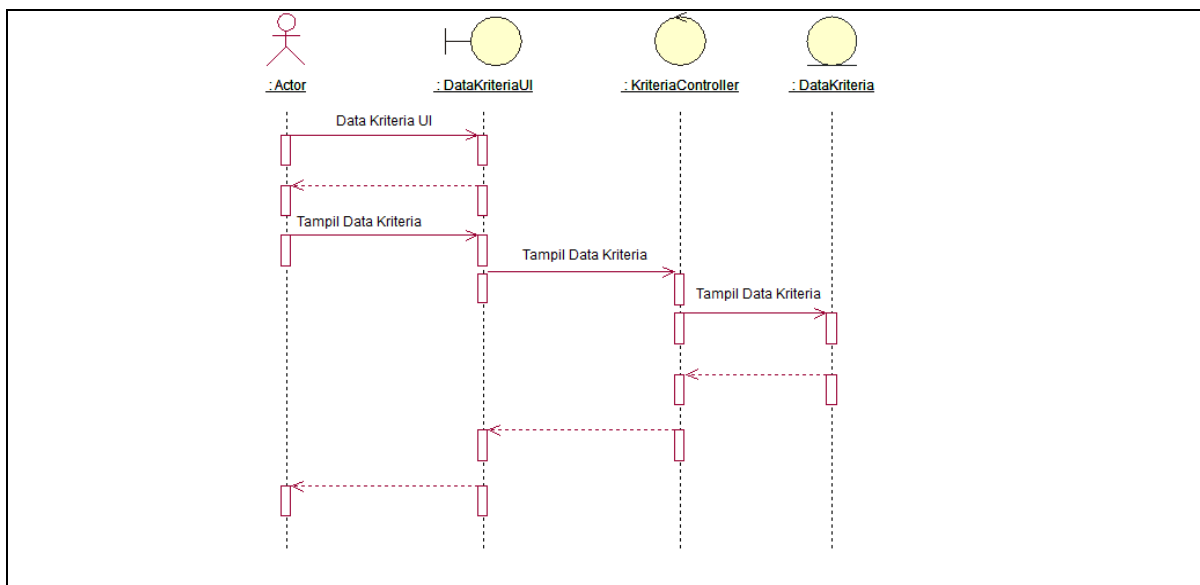 : Actor
: DataKriteriaUI
: KriteriaController
: DataKriteria
Data Kriteria UI
Tampil Data Kriteria
Tampil Data Kriteria
Tampil Data Kriteria